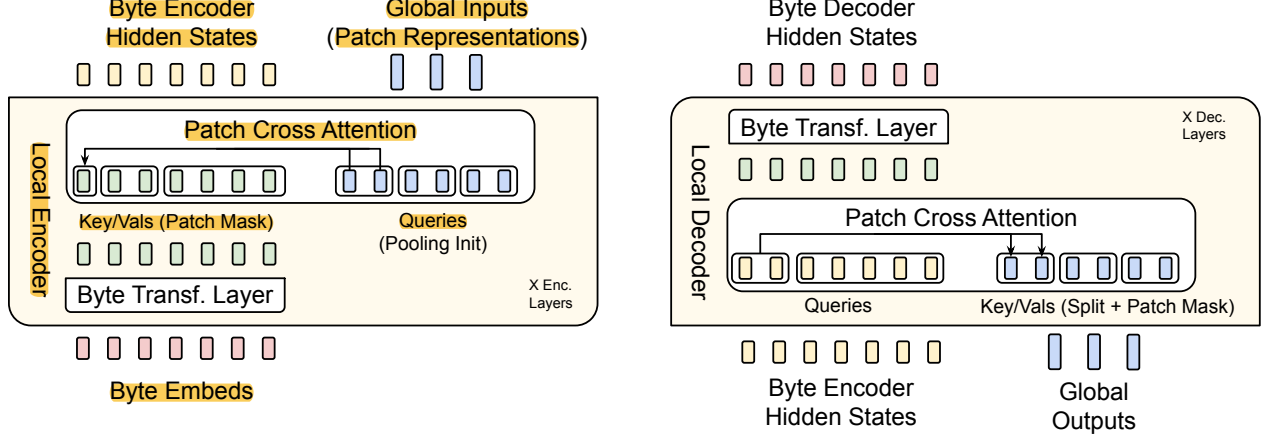 Byte Encoder
Hidden States
Global Inputs
(Patch Representations)
Patch Cross Attention
Local Encoder
Key/Vals (Patch Mask)
Queries
(Pooling Init)
Byte Transf. Layer
X Enc.
Layers
Byte Embeds
Byte Decoder
Hidden States
Byte Transf. Layer
X Dec.
Layers
Local Decoder
Patch Cross Attention
Queries
Key/Vals (Split + Patch Mask)
Byte Encoder
Hidden States
Global
Outputs